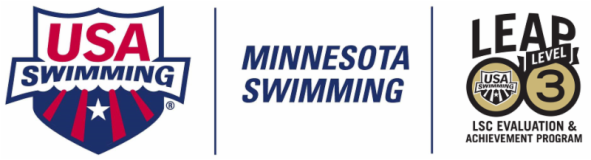 USA
SWIMMING
®
MINNESOTA
SWIMMING
LEAP
LEVEL
3
USA
SWIMMING
LSC EVALUATION &
ACHIEVEMENT PROGRAM